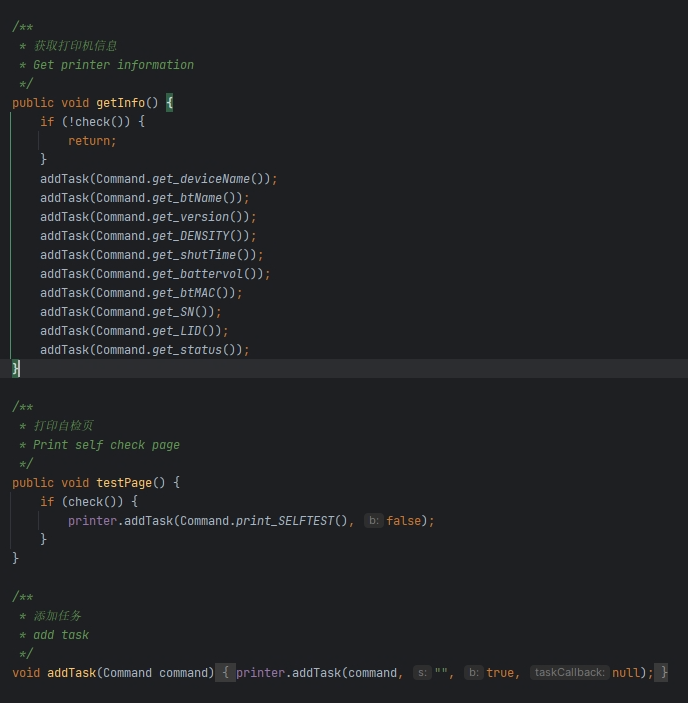 /**
 * 获取打印机信息
 * Get printer information
 */
public void getInfo() {
    if (!check()) {
        return;
    }
    addTask(Command.get_deviceName());
    addTask(Command.get_btName());
    addTask(Command.get_version());
    addTask(Command.get_DENSITY());
    addTask(Command.get_shutTime());
    addTask(Command.get_battervol());
    addTask(Command.get_btMAC());
    addTask(Command.get_SN());
    addTask(Command.get_LID());
    addTask(Command.get_status());
}
/**
 * 打印自检页
 * Print self check page
 */
public void testPage() {
    if (check()) {
        printer.addTask(Command.print_SELFTEST(), b: false);
    }
}
/**
 * 添加任务
 * add task
 */
void addTask(Command command) { printer.addTask(command, s: "", b: true, taskCallback: null); }